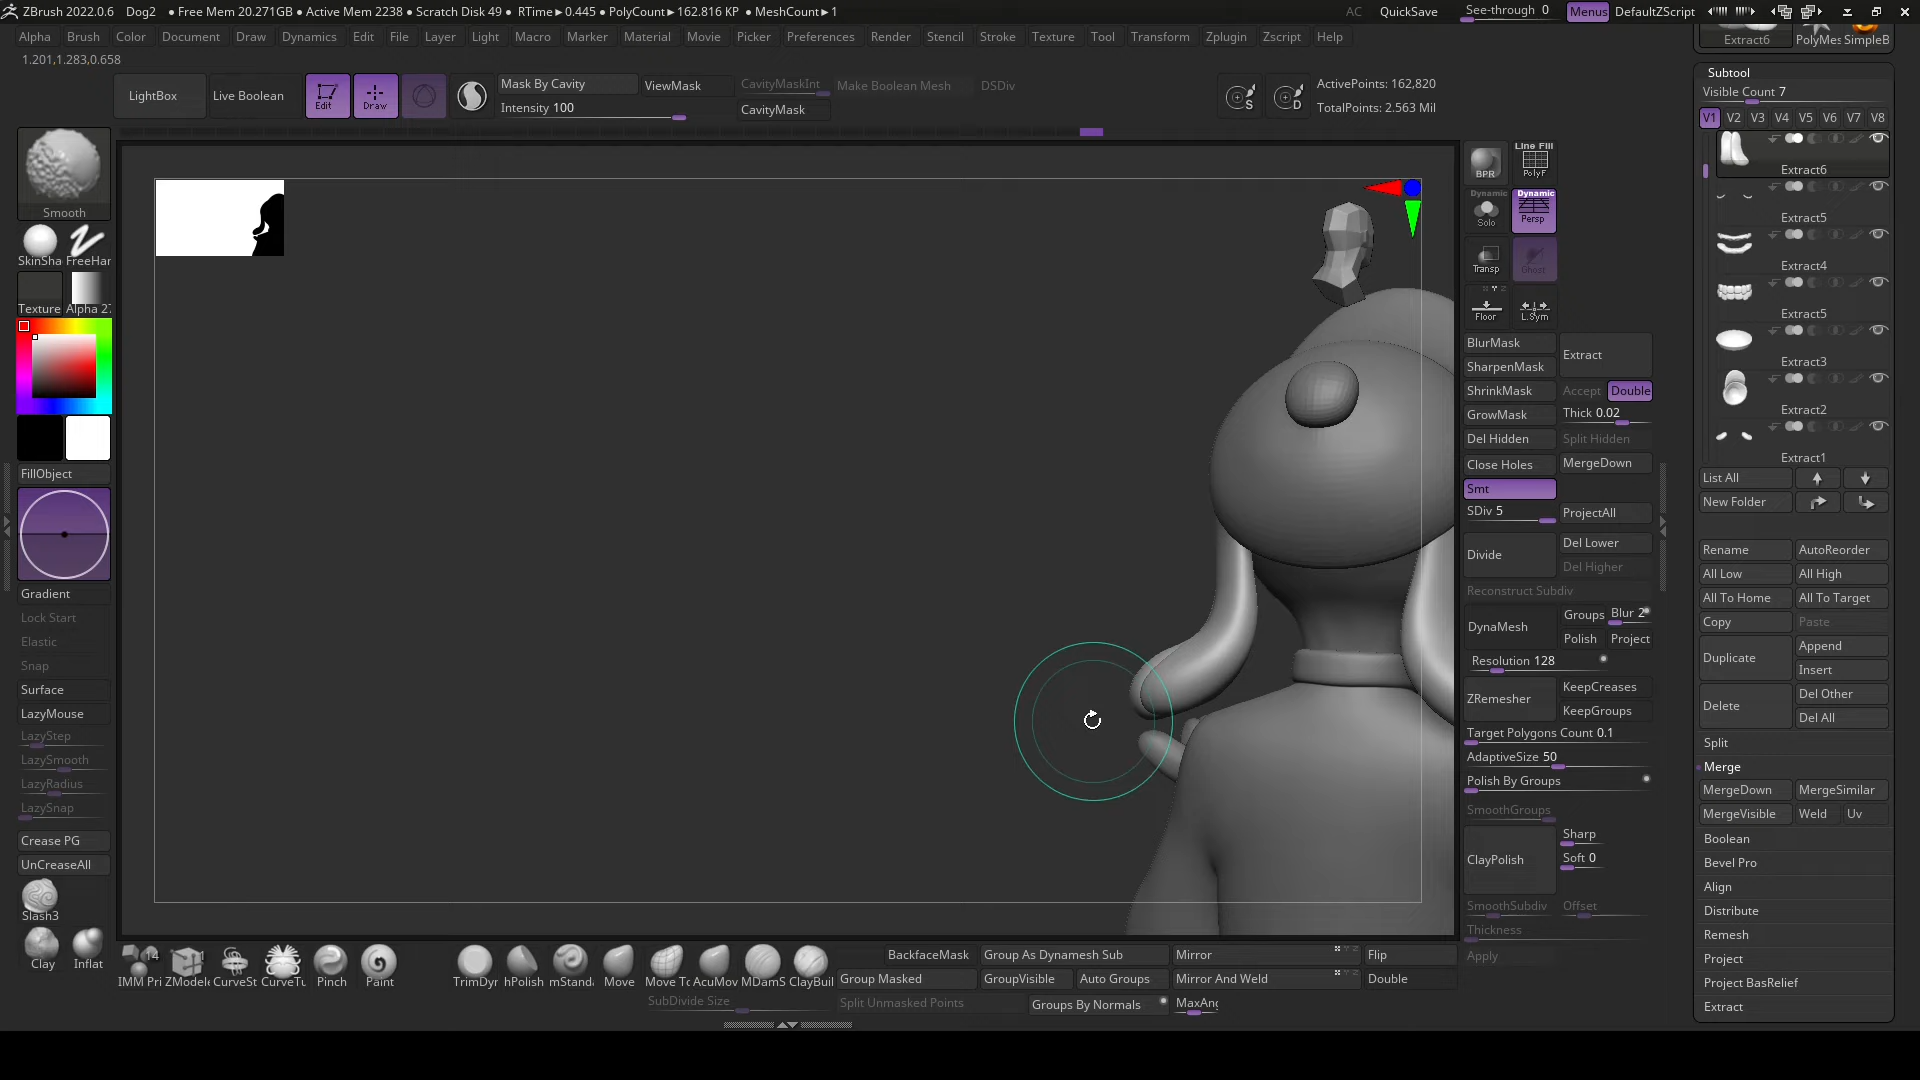 ZBrush 2022.0.6 Dog2 ● Free Mem 20.271GB ● Active Mem 2238 ● Scratch Disk 49 ● RTime►0.445 ● PolyCount►162.816 KP ● MeshCount►1 AC QuickSave See-through 0 Menus DefaultZScript
Alpha Brush Color Document Draw Dynamics Edit File Layer Light Macro Marker Material Movie Picker Preferences Render Stencil Stroke Texture Tool Transform Zplugin Zscript Help
Extract6 PolyMes SimpleB
1.201,1.283,0.658
LightBox Live Boolean Edit Draw
Mask By Cavity ViewMask CavityMaskInt Make Boolean Mesh DSDiv
Intensity 100 CavityMask
S D
ActivePoints: 162,820
TotalPoints: 2.563 Mil
Smooth
SkinSha FreeHar
Texture Alpha 2
FillObject
Gradient
Lock Start
Elastic
Snap
Surface
LazyMouse
LazyStep
LazySmooth
LazyRadius
LazySnap
Crease PG
UnCreaseAll
Slash3
Clay Inflat
BPR
Line Fill
PolyF
Dynamic
Solo
Dynamic
Persp
Transp Ghost
Floor L.Sym
BlurMask
SharpenMask Extract
ShrinkMask Accept Double
GrowMask Thick 0.02
Del Hidden Split Hidden
Close Holes MergeDown
Smt
SDiv 5 ProjectAll
Divide Del Lower
Del Higher
Reconstruct Subdiv
DynaMesh Groups Blur 2
Polish Project
Resolution 128
ZRemesher KeepCreases
KeepGroups
Target Polygons Count 0.1
AdaptiveSize 50
Polish By Groups
SmoothGroups
ClayPolish Sharp
Soft 0
SmoothSubdiv Offset
Thickness
Apply
Subtool
Visible Count 7
V1 V2 V3 V4 V5 V6 V7 V8
Extract6
Extract5
Extract4
Extract5
Extract3
Extract2
Extract1
List All
New Folder
Rename AutoReorder
All Low All High
All To Home All To Target
Copy Paste
Duplicate Append
Insert
Delete Del Other
Del All
Split
Merge
MergeDown MergeSimilar
MergeVisible Weld Uv
Boolean
Bevel Pro
Align
Distribute
Remesh
Project
Project BasRelief
Extract
14
IMM Pri ZModele CurveSt CurveTu Pinch Paint TrimDyr hPolish mStand Move Move To AcuMov MDamS ClayBuil
BackfaceMask Group As Dynamesh Sub Mirror Flip
Group Masked GroupVisible Auto Groups Mirror And Weld Double
SubDivide Size Split Unmasked Points Groups By Normals MaxAng